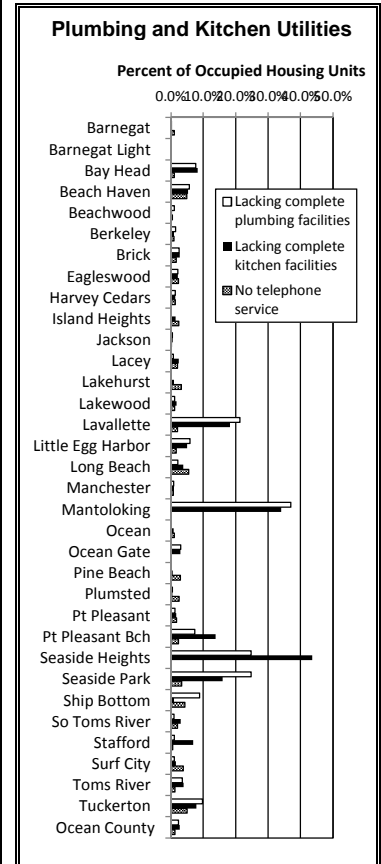 Plumbing and Kitchen Utilities
Percent of Occupied Housing Units
0.0% 10.0% 20.0% 30.0% 40.0% 50.0%
Barnegat
Barnegat Light
Bay Head
Beach Haven
Beachwood
Berkeley
Brick
Eagleswood
Harvey Cedars
Island Heights
Jackson
Lacey
Lakehurst
Lakewood
Lavallette
Little Egg Harbor
Long Beach
Manchester
Mantoloking
Ocean
Ocean Gate
Pine Beach
Plumsted
Pt Pleasant
Pt Pleasant Bch
Seaside Heights
Seaside Park
Ship Bottom
So Toms River
Stafford
Surf City
Toms River
Tuckerton
Ocean County
Lacking complete
plumbing facilities
Lacking complete
kitchen facilities
No telephone
service